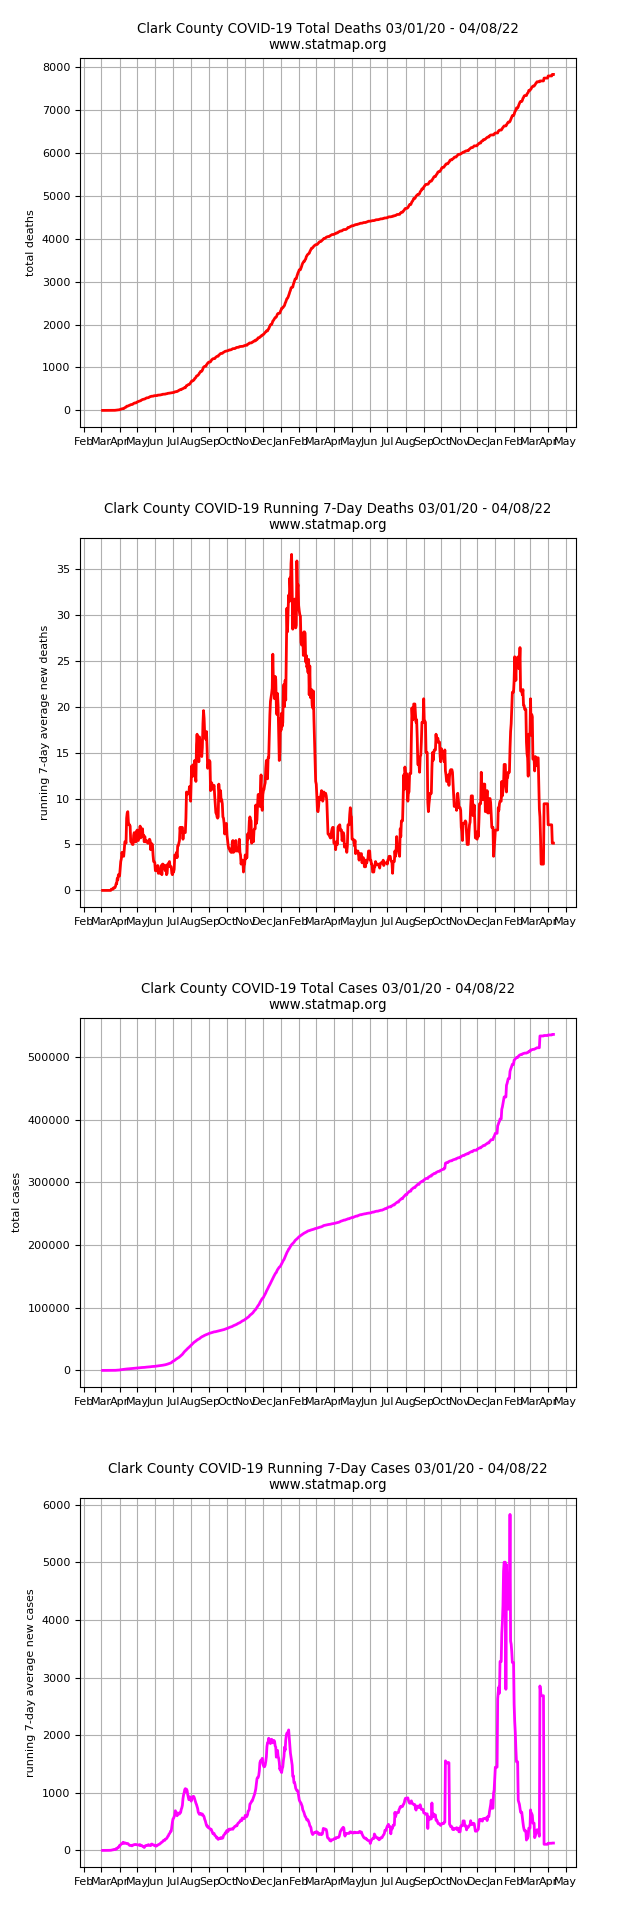 Clark County COVID-19 Total Deaths 03/01/20 - 04/08/22
www.statmap.org
8000
7000
6000
5000
4000
3000
2000
1000
0
total deaths
Feb Mar Apr May Jun Jul Aug Sep Oct Nov Dec Jan Feb Mar Apr May Jun Jul Aug Sep Oct Nov Dec Jan Feb Mar Apr May
Clark County COVID-19 Running 7-Day Deaths 03/01/20 - 04/08/22
www.statmap.org
35
30
25
20
15
10
5
0
running 7-day average new deaths
Feb Mar Apr May Jun Jul Aug Sep Oct Nov Dec Jan Feb Mar Apr May Jun Jul Aug Sep Oct Nov Dec Jan Feb Mar Apr May
Clark County COVID-19 Total Cases 03/01/20 - 04/08/22
www.statmap.org
500000
400000
300000
200000
100000
0
total cases
Feb Mar Apr May Jun Jul Aug Sep Oct Nov Dec Jan Feb Mar Apr May Jun Jul Aug Sep Oct Nov Dec Jan Feb Mar Apr May
Clark County COVID-19 Running 7-Day Cases 03/01/20 - 04/08/22
www.statmap.org
6000
5000
4000
3000
2000
1000
0
running 7-day average new cases
Feb Mar Apr May Jun Jul Aug Sep Oct Nov Dec Jan Feb Mar Apr May Jun Jul Aug Sep Oct Nov Dec Jan Feb Mar Apr May